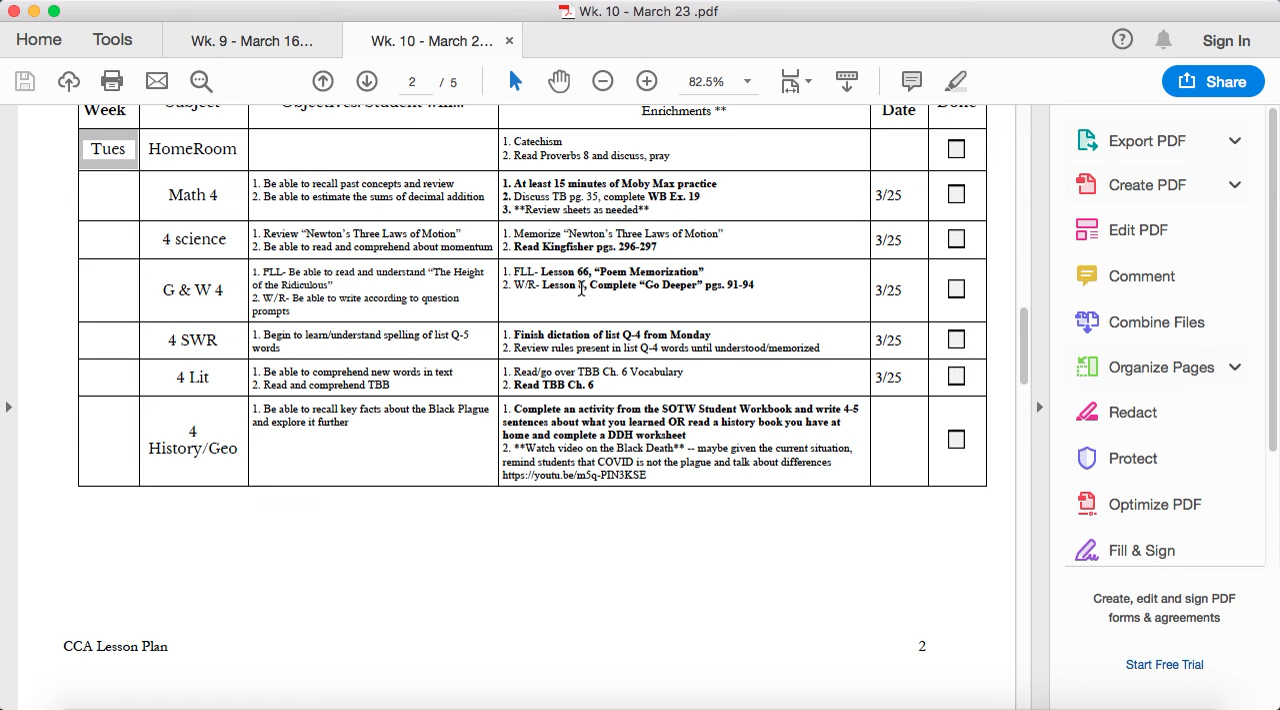 Wk. 10 - March 23 .pdf
Home Tools Wk. 9 - March 16... Wk. 10 - March 2... × ? Sign In
2 / 5 82.5% Share
Week Subject Objectives/Student will... Enrichments ** Date Done
Tues HomeRoom
1. Catechism
2. Read Proverbs 8 and discuss, pray
Math 4
1. Be able to recall past concepts and review
2. Be able to estimate the sums of decimal addition
1. At least 15 minutes of Moby Max practice
2. Discuss TB pg. 35, complete WB Ex. 19
3. **Review sheets as needed**
3/25
4 science
1. Review “Newton's Three Laws of Motion”
2. Be able to read and comprehend about momentum
1. Memorize “Newton's Three Laws of Motion”
2. Read Kingfisher pgs. 296-297
3/25
G & W 4
1. FLL- Be able to read and understand “The Height
of the Ridiculous”
2. W/R- Be able to write according to question
prompts
1. FLL- Lesson 66, “Poem Memorization”
2. W/R- Lesson , Complete “Go Deeper” pgs. 91-94
3/25
4 SWR
1. Begin to learn/understand spelling of list Q-5
words
1. Finish dictation of list Q-4 from Monday
2. Review rules present in list Q-4 words until understood/memorized
3/25
4 Lit
1. Be able to comprehend new words in text
2. Read and comprehend TBB
1. Read/go over TBB Ch. 6 Vocabulary
2. Read TBB Ch. 6
3/25
4
History/Geo
1. Be able to recall key facts about the Black Plague
and explore it further
1. Complete an activity from the SOTW Student Workbook and write 4-5
sentences about what you learned OR read a history book you have at
home and complete a DDH worksheet
2. **Watch video on the Black Death** -- maybe given the current situation,
remind students that COVID is not the plague and talk about differences
https://youtu.be/m5q-PIN3KSE
CCA Lesson Plan 2
Export PDF
Create PDF
Edit PDF
Comment
Combine Files
Organize Pages
Redact
Protect
Optimize PDF
Fill & Sign
Create, edit and sign PDF
forms & agreements
Start Free Trial